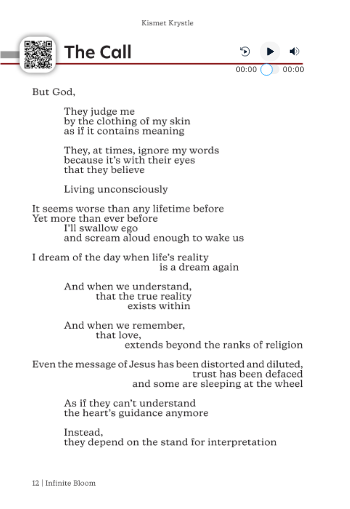 Kismet Krystle
The Call
00:00 00:00
But God,
They judge me
by the clothing of my skin
as if it contains meaning
They, at times, ignore my words
because it's with their eyes
that they believe
Living unconsciously
It seems worse than any lifetime before
Yet more than ever before
I'll swallow ego
and scream aloud enough to wake us
I dream of the day when life's reality
is a dream again
And when we understand,
that the true reality
exists within
And when we remember,
that love,
extends beyond the ranks of religion
Even the message of Jesus has been distorted and diluted,
trust has been defaced
and some are sleeping at the wheel
As if they can't understand
the heart's guidance anymore
Instead,
they depend on the stand for interpretation
12 | Infinite Bloom